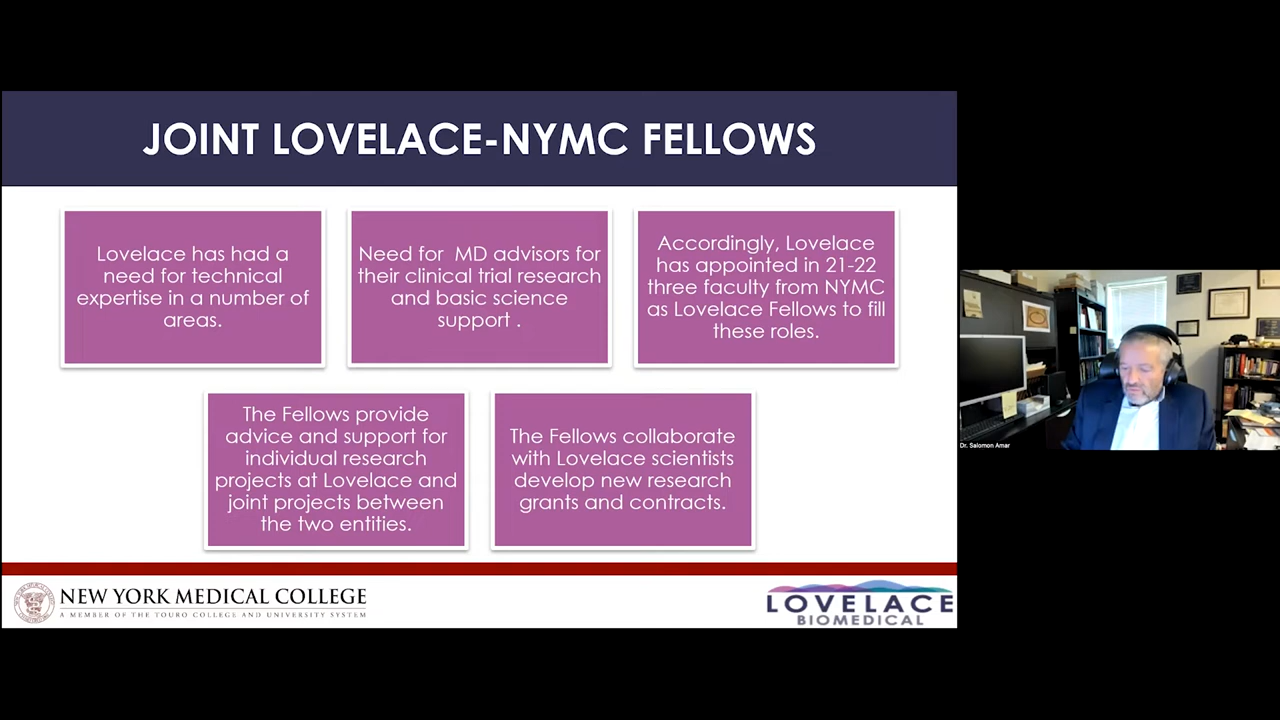 JOINT LOVELACE-NYMC FELLOWS
Lovelace has had a
need for technical
expertise in a number of
areas.
Need for  MD advisors for
their clinical trial research
and basic science
support .
Accordingly, Lovelace
has appointed in 21-22
three faculty from NYMC
as Lovelace Fellows to fill
these roles.
The Fellows provide
advice and support for
individual research
projects at Lovelace and
joint projects between
the two entities.
The Fellows collaborate
with Lovelace scientists
develop new research
grants and contracts.
NEW YORK MEDICAL COLLEGE
A MEMBER OF THE TOURO COLLEGE AND UNIVERSITY SYSTEM
LOVELACE
BIOMEDICAL
Dr. Salomon Amar